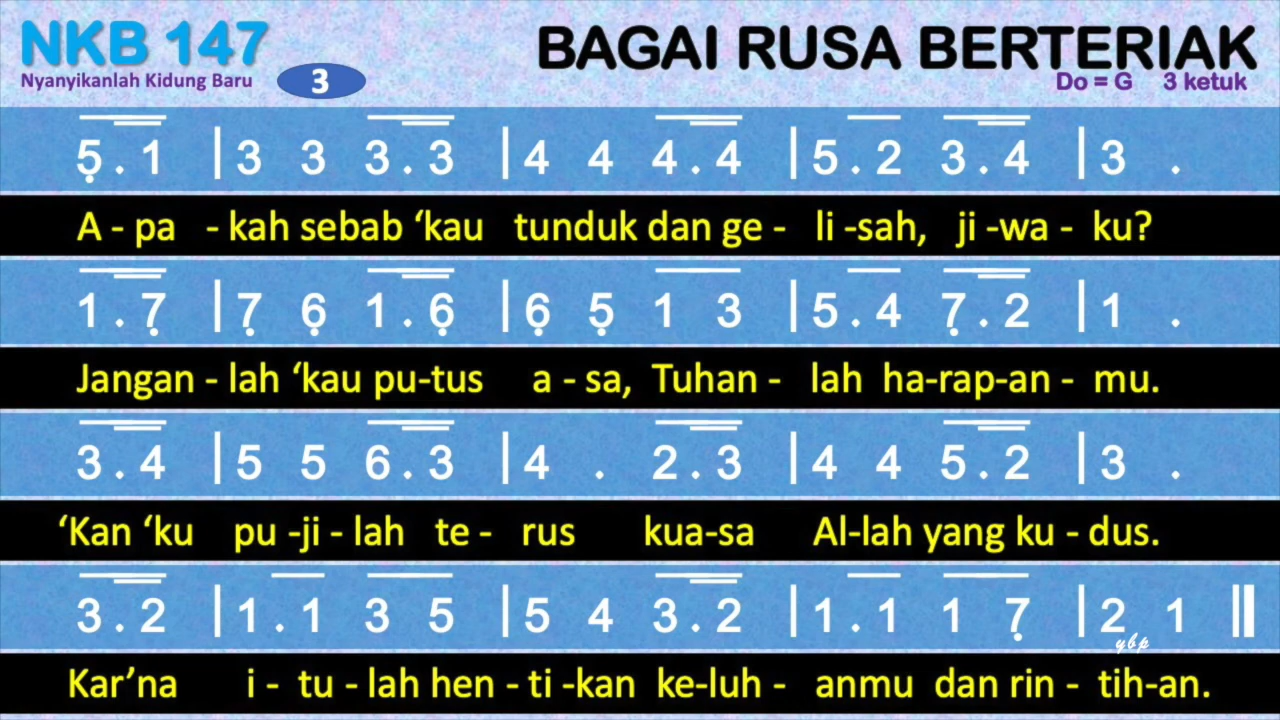 NKB 147
Nyanyikanlah Kidung Baru
3
BAGAI RUSA BERTERIAK
Do = G 3 ketuk
5̣ . 1 | 3 3 3 . 3 | 4 4 4 . 4 | 5 . 2 3 . 4 | 3 .
A - pa - kah sebab ‘kau tunduk dan ge - li -sah, ji -wa - ku?
1 . 7̣ | 7̣ 6̣ 1 . 6̣ | 6̣ 5̣ 1 3 | 5 . 4 7̣ . 2 | 1 .
Jangan - lah ‘kau pu-tus a - sa, Tuhan - lah ha-rap-an - mu.
3 . 4 | 5 5 6 . 3 | 4 . 2 . 3 | 4 4 5 . 2 | 3 .
‘Kan ‘ku pu -ji - lah te - rus kua-sa Al-lah yang ku - dus.
3 . 2 | 1 . 1 3 5 | 5 4 3 . 2 | 1 . 1 1 7̣ | 2 1 ||
ybp
Kar’na i - tu - lah hen - ti -kan ke-luh - anmu dan rin - tih-an.